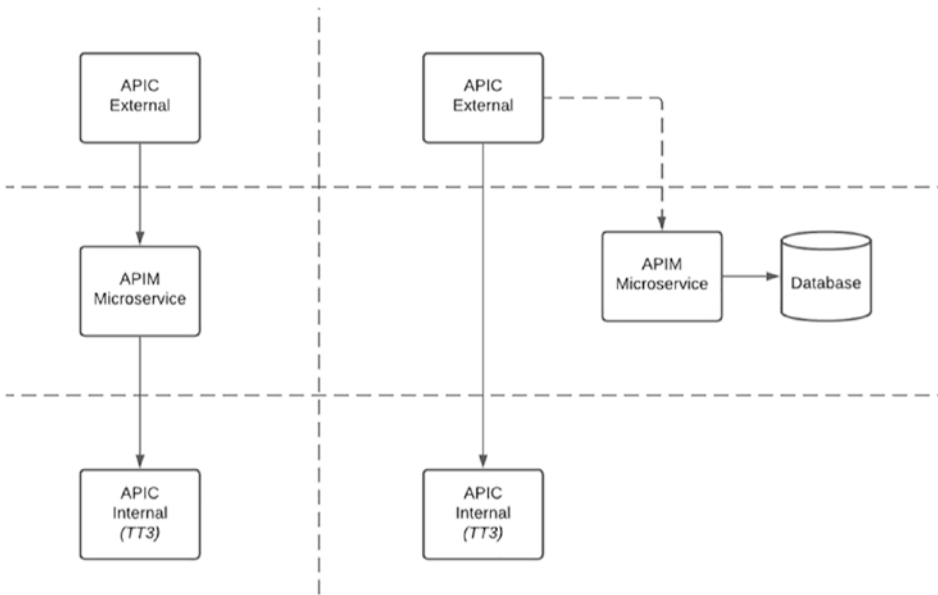 APIC
External
APIC
External
APIM
Microservice
APIM
Microservice
Database
APIC
Internal
(TT3)
APIC
Internal
(TT3)